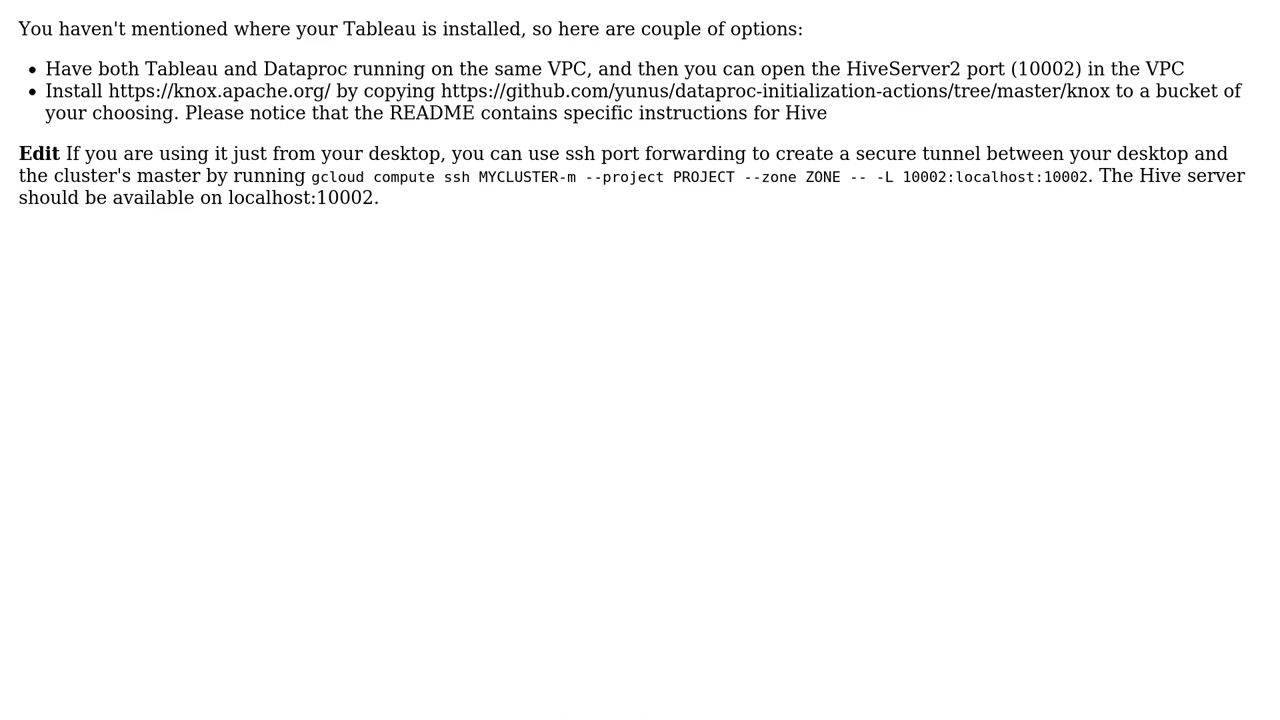 You haven't mentioned where your Tableau is installed, so here are couple of options:
• Have both Tableau and Dataproc running on the same VPC, and then you can open the HiveServer2 port (10002) in the VPC
• Install https://knox.apache.org/ by copying https://github.com/yunus/dataproc-initialization-actions/tree/master/knox to a bucket of
your choosing. Please notice that the README contains specific instructions for Hive
Edit If you are using it just from your desktop, you can use ssh port forwarding to create a secure tunnel between your desktop and
the cluster's master by running gcloud compute ssh MYCLUSTER-m --project PROJECT --zone ZONE -- -L 10002:localhost:10002. The Hive server
should be available on localhost:10002.